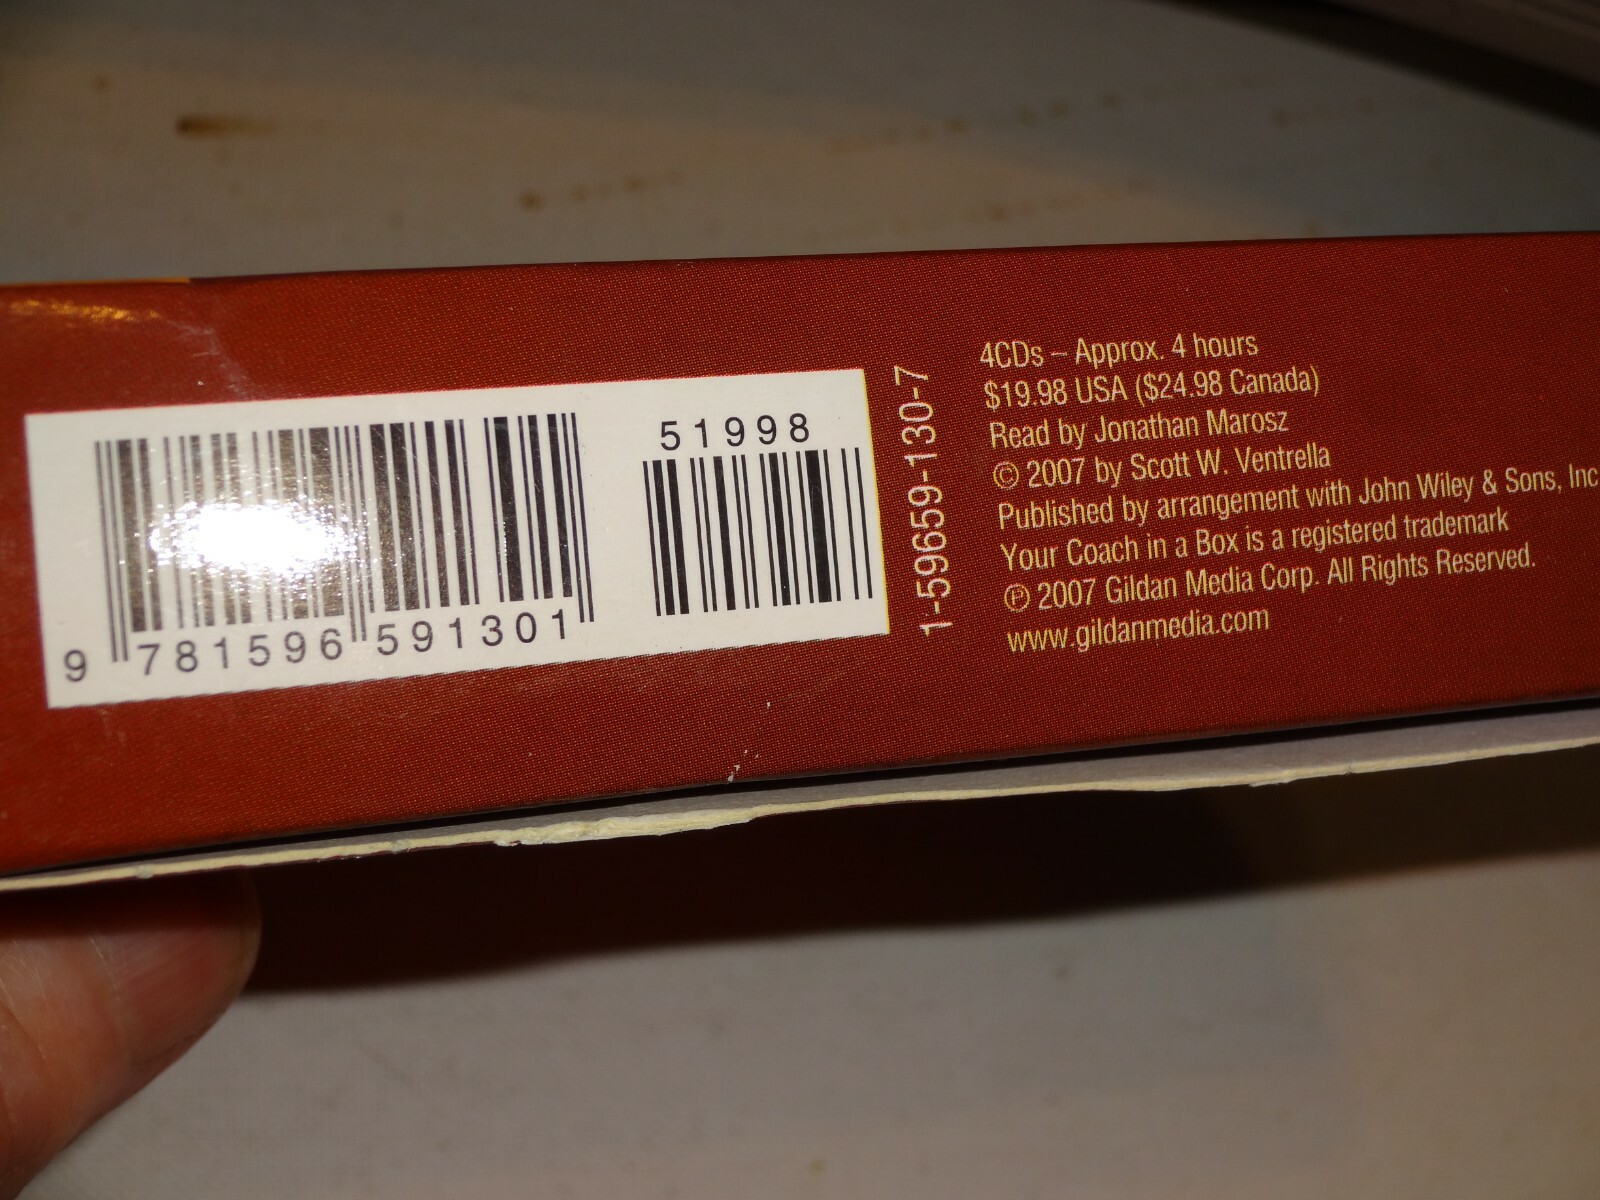 9 781596 591301
51998
1-59659-130-7
4CDs – Approx. 4 hours
$19.98 USA ($24.98 Canada)
Read by Jonathan Marosz
© 2007 by Scott W. Ventrella
Published by arrangement with John Wiley & Sons, Inc
Your Coach in a Box is a registered trademark
℗ 2007 Gildan Media Corp. All Rights Reserved.
www.gildanmedia.com